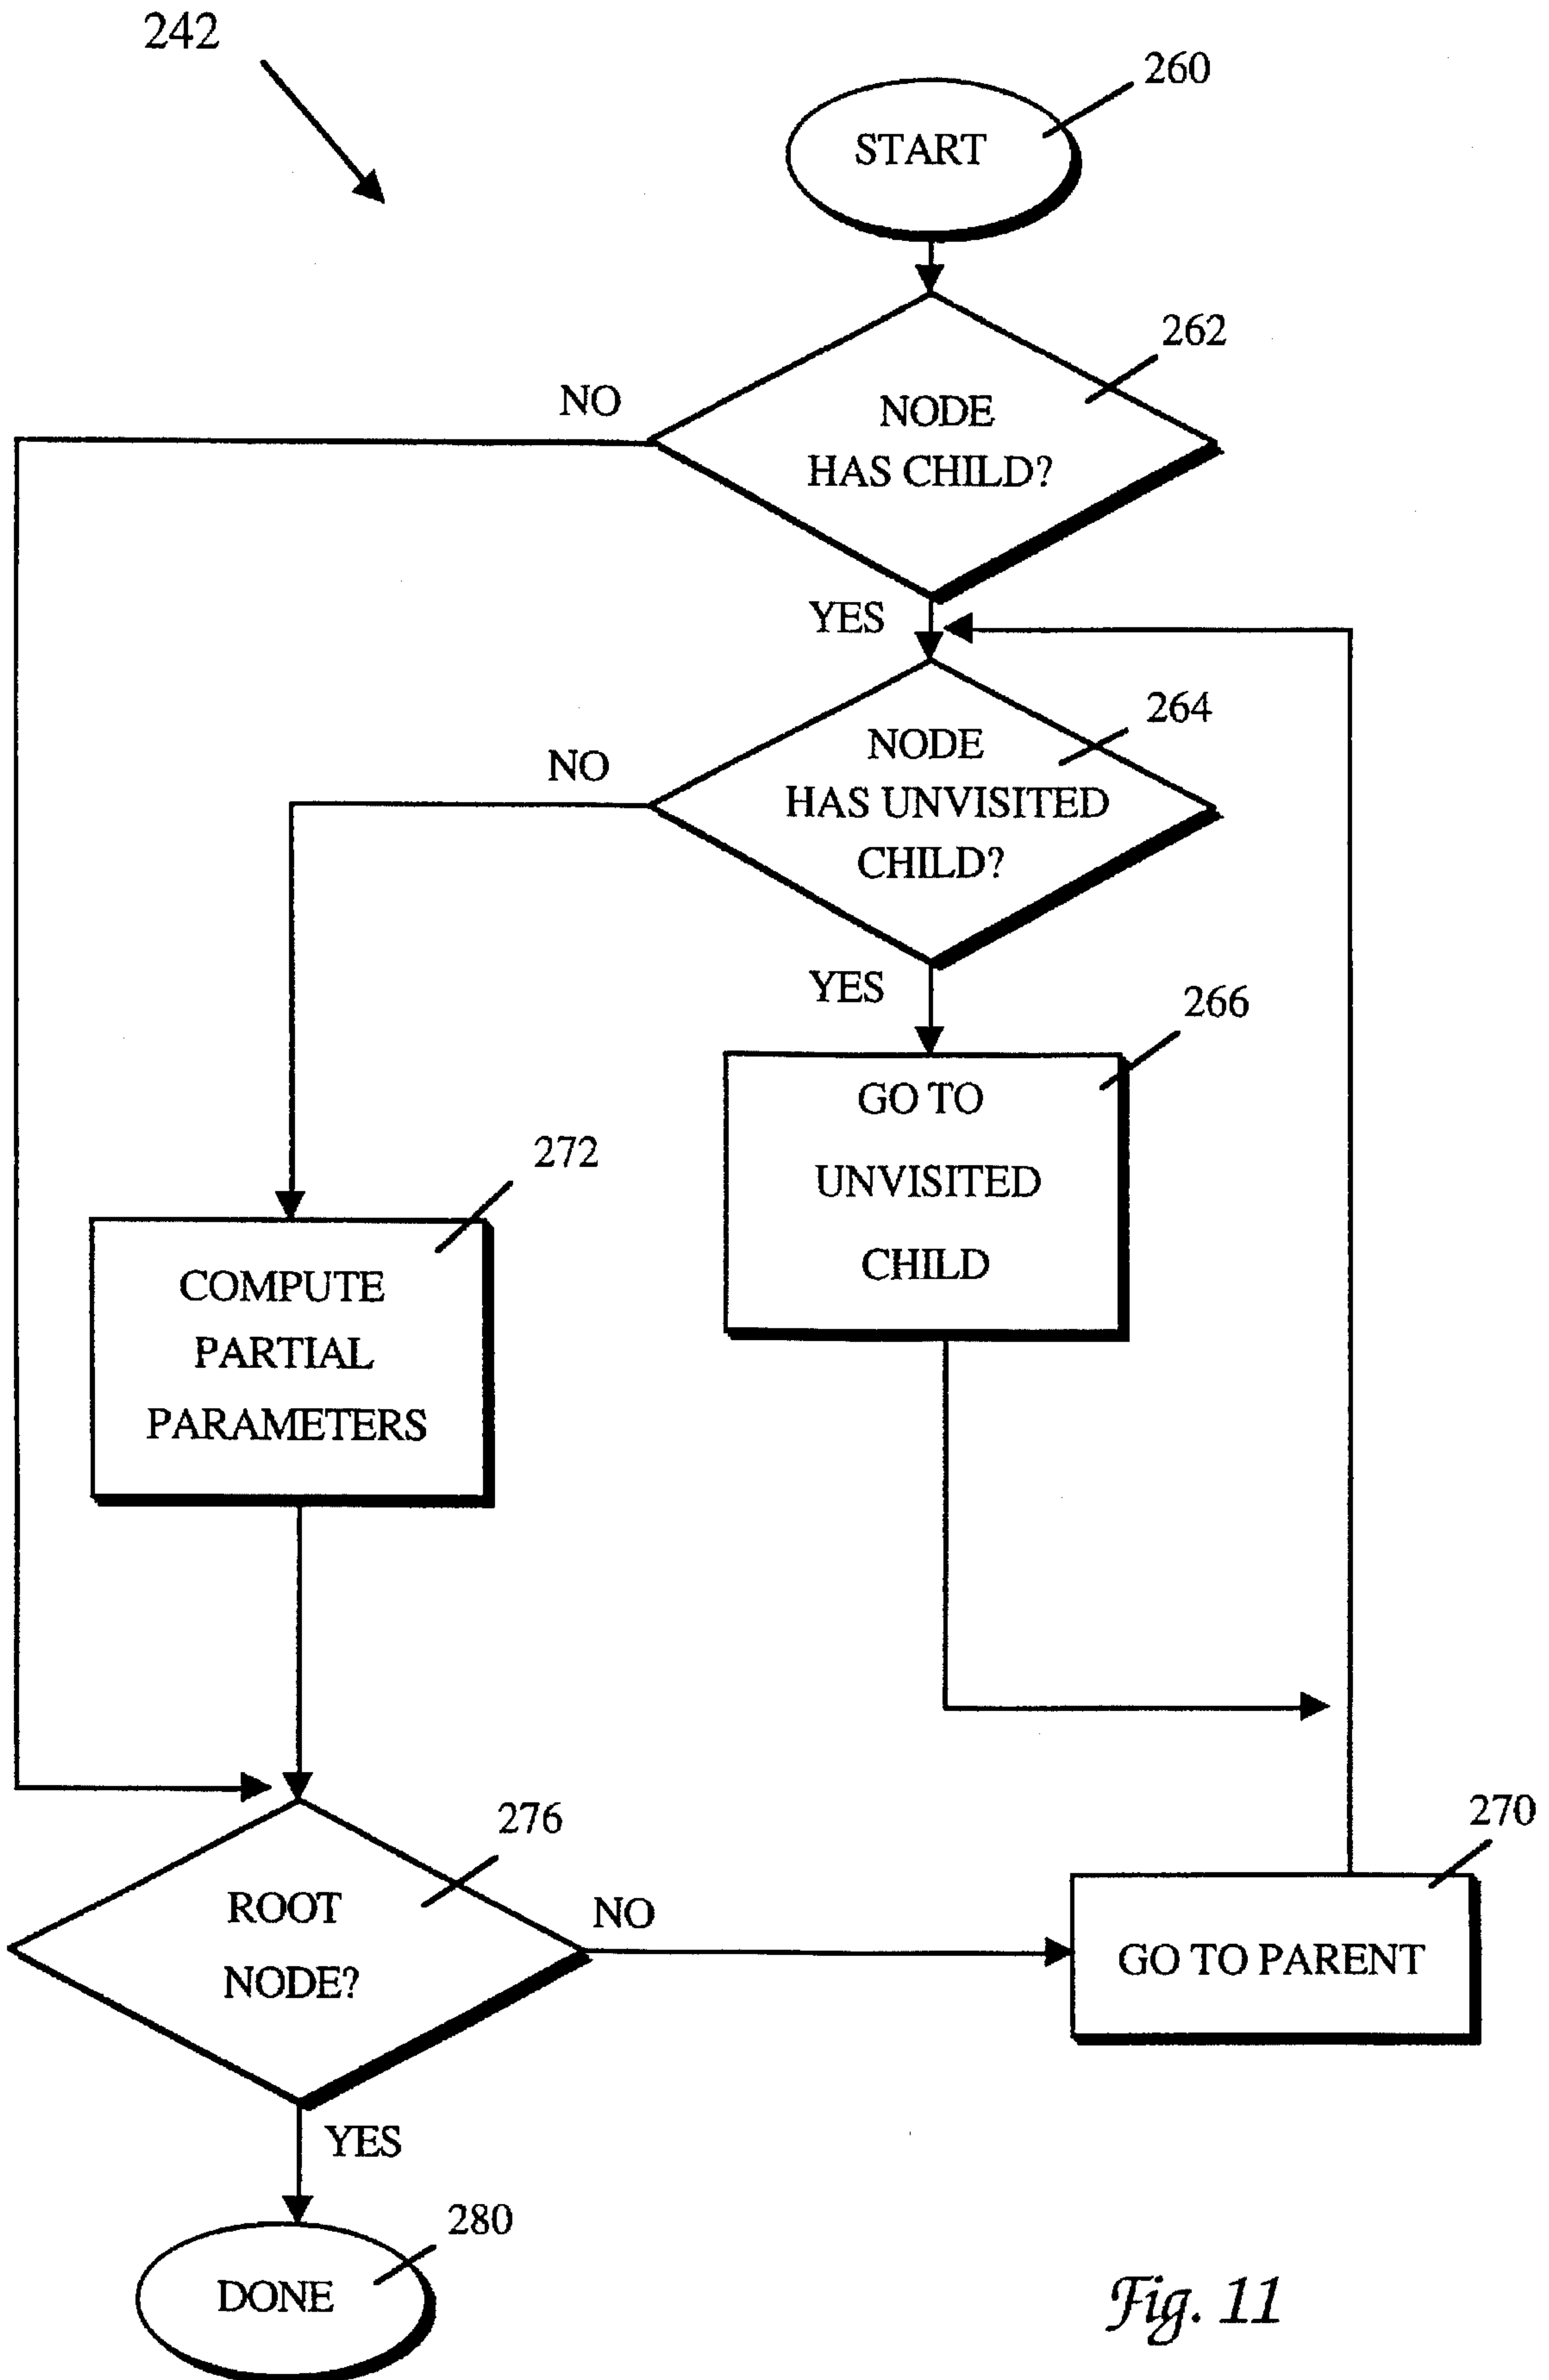 242
260
START
262
NO
NODE
HAS CHILD?
YES
264
NO
NODE
HAS UNVISITED
CHILD?
YES
266
GO TO
UNVISITED
CHILD
272
COMPUTE
PARTIAL
PARAMETERS
276
ROOT
NODE?
NO
270
GO TO PARENT
YES
280
DONE
Fig. 11